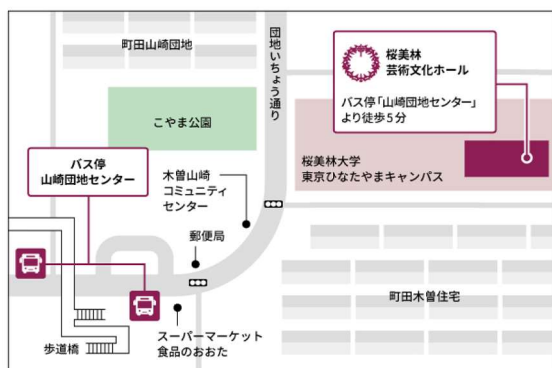 町田山崎団地
団地いちょう通り
桜美林
芸術文化ホール
バス停「山崎団地センター」
より徒歩5分
こやま公園
バス停
山崎団地センター
木曽山崎
コミュニティ
センター
桜美林大学
東京ひなたやまキャンパス
郵便局
町田木曽住宅
スーパーマーケット
食品のおおた
歩道橋